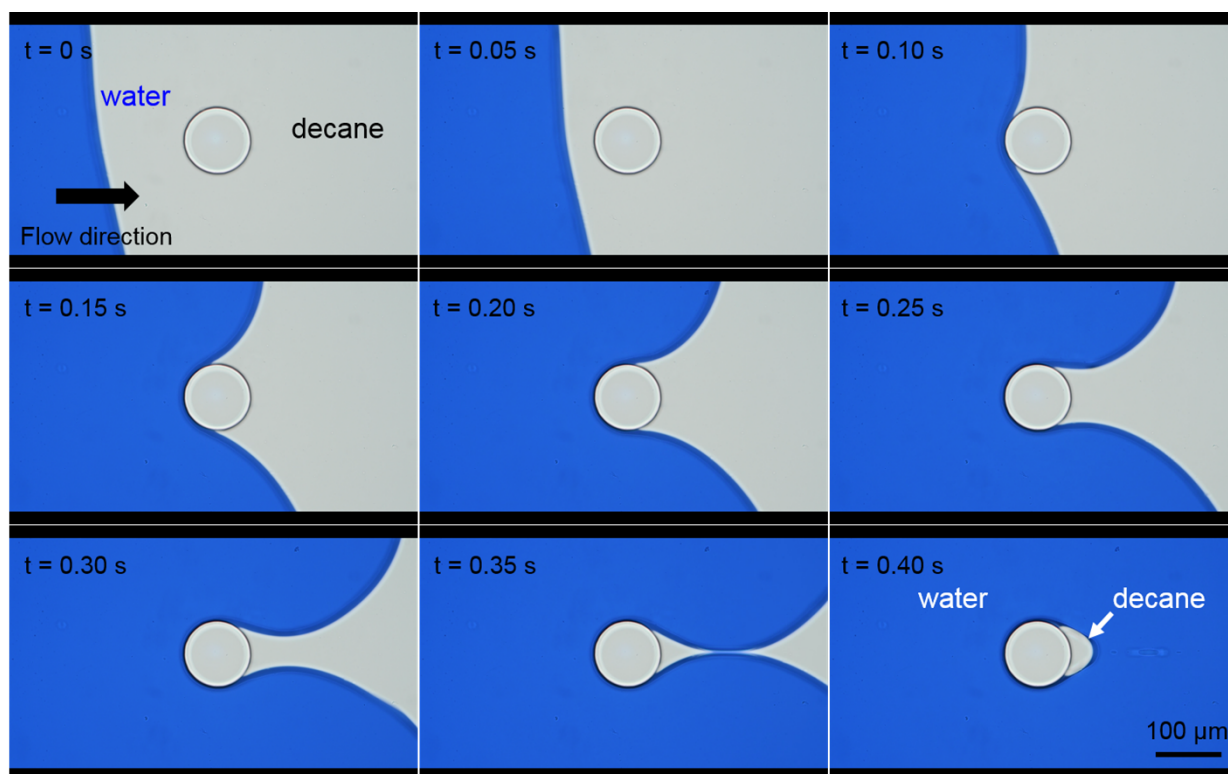 t = 0 s
water
decane
Flow direction
t = 0.05 s
t = 0.10 s
t = 0.15 s
t = 0.20 s
t = 0.25 s
t = 0.30 s
t = 0.35 s
t = 0.40 s
water
decane
100 µm